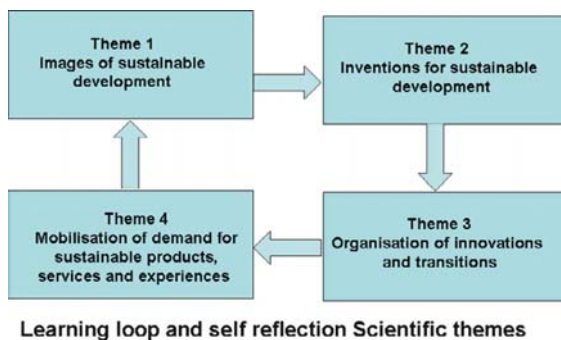 Theme 1
Images of sustainable
development
Theme 2
Inventions for sustainable
development
Theme 3
Organisation of innovations
and transitions
Theme 4
Mobilisation of demand for
sustainable products,
services and experiences
Learning loop and self reflection Scientific themes